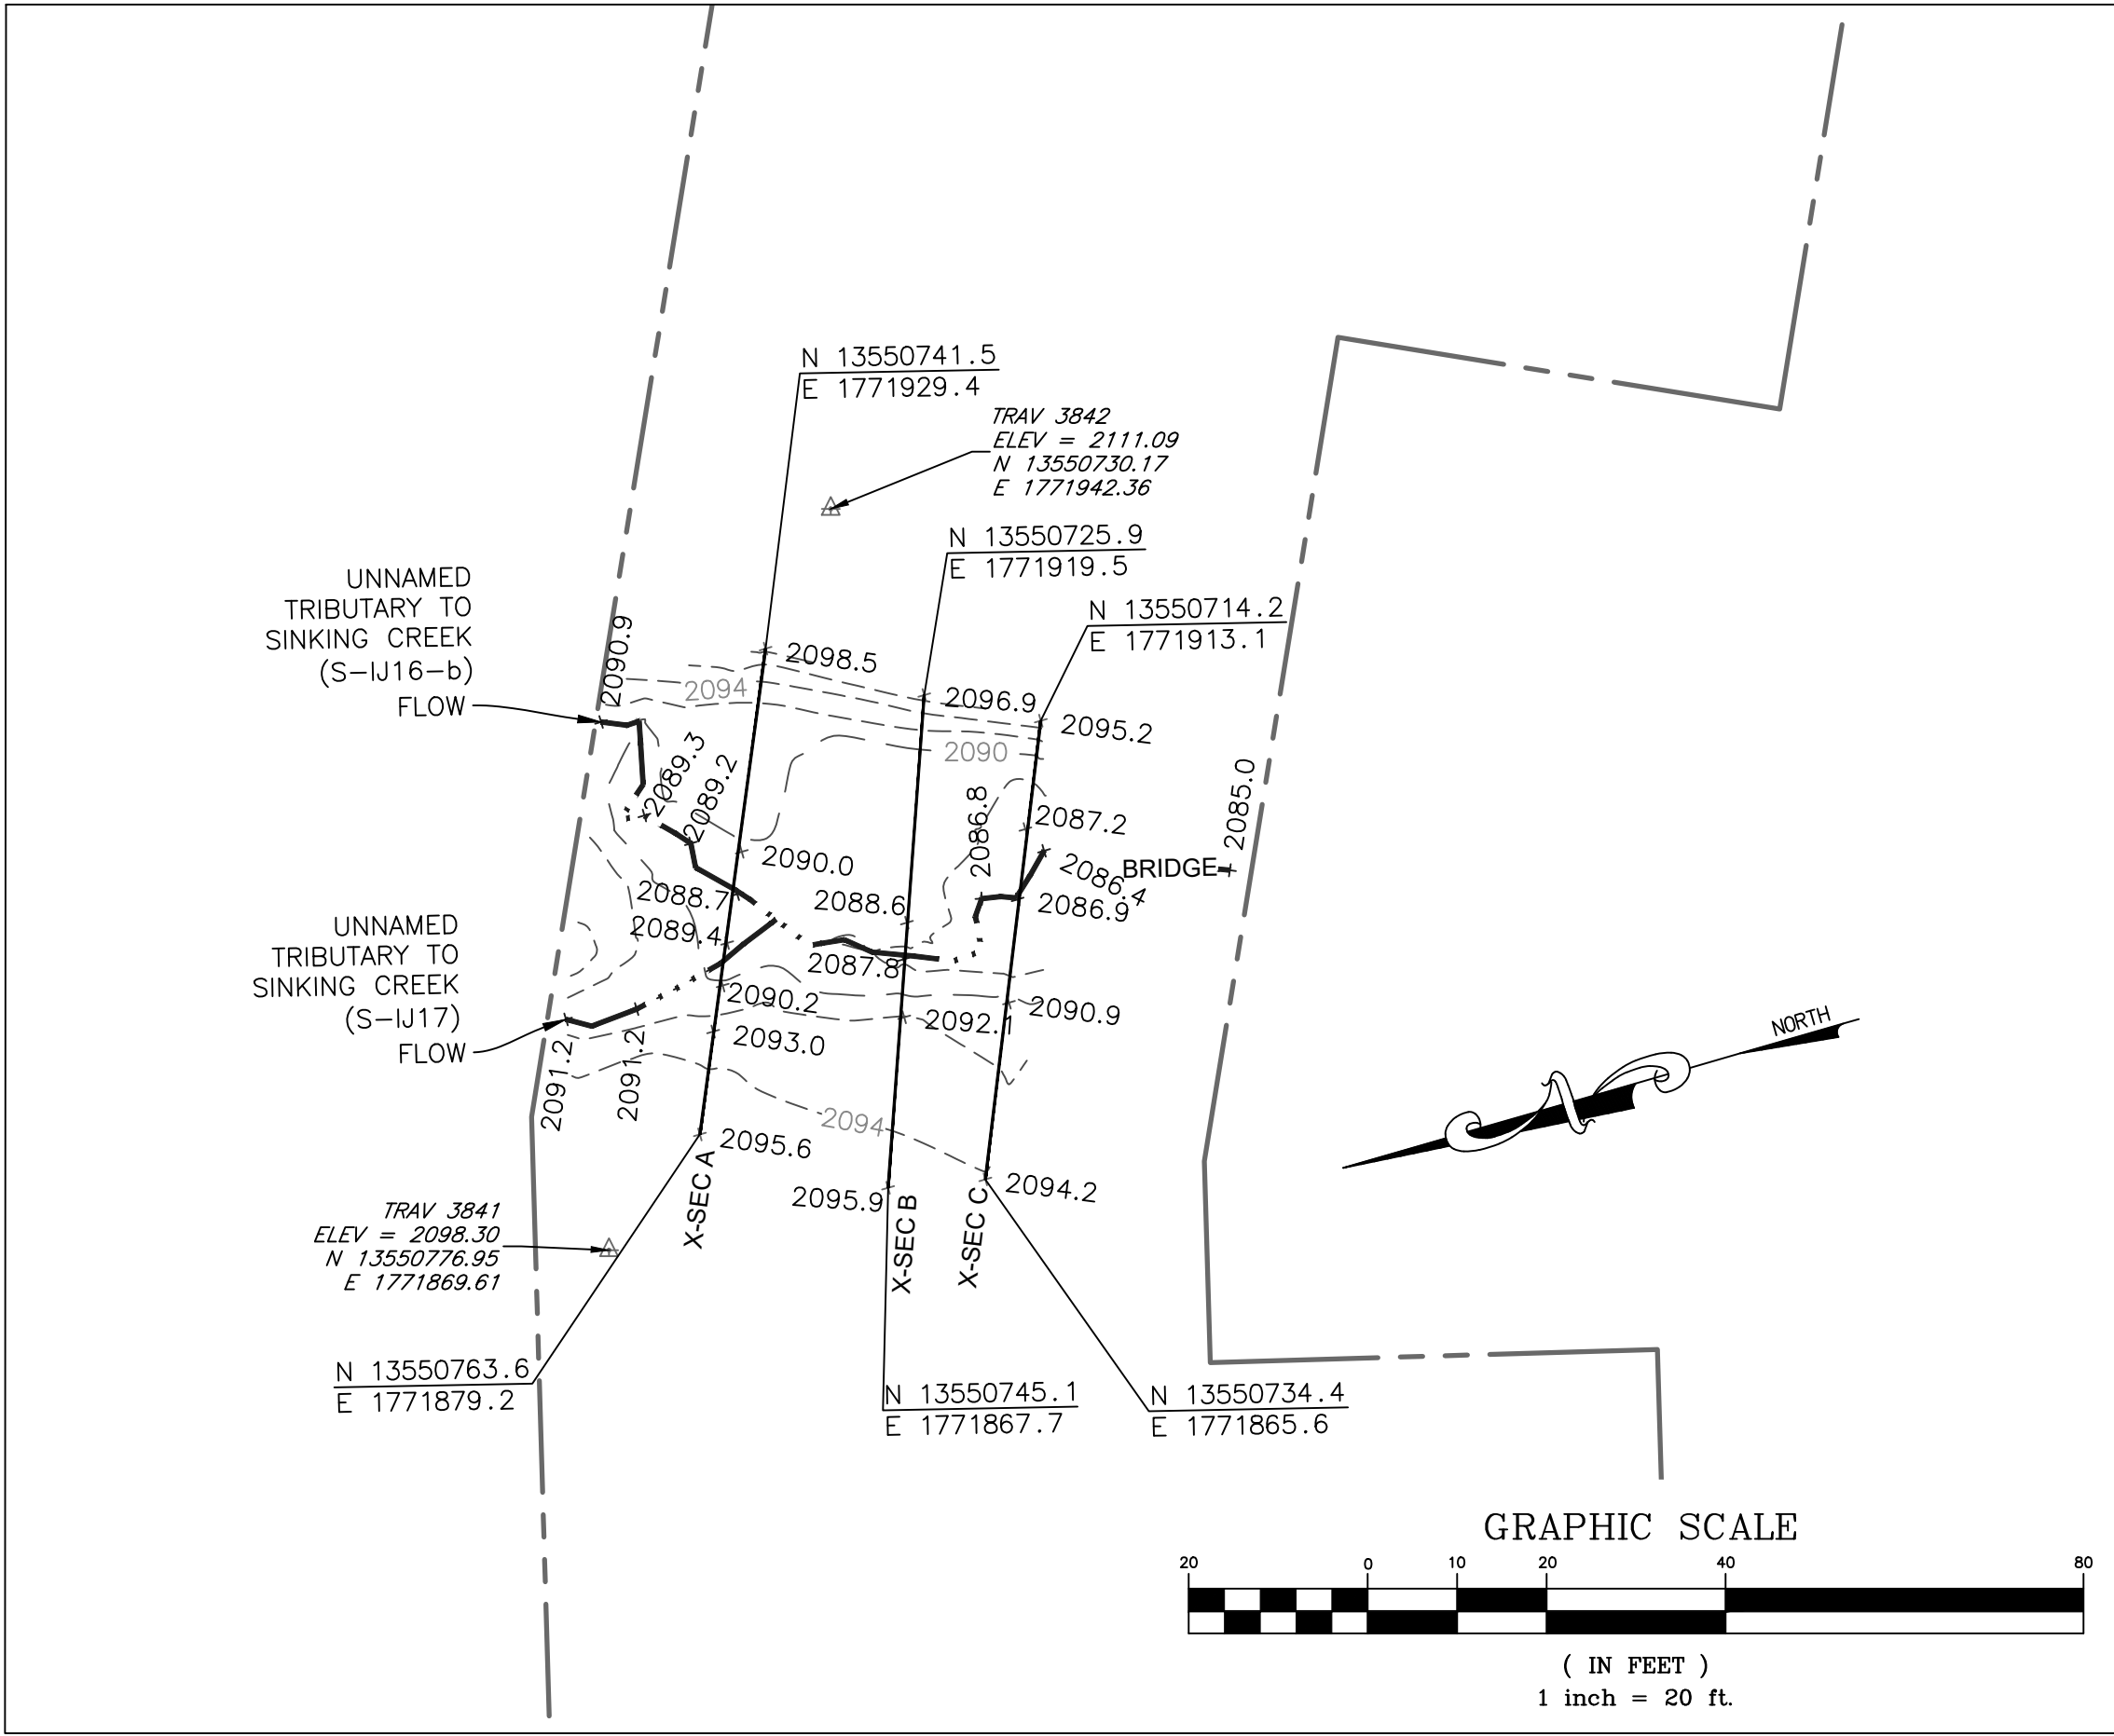 N 13550741.5
E 1771929.4
TRAV 3842
ELEV = 2111.09
N 13550730.17
E 1771942.36
N 13550725.9
E 1771919.5
N 13550714.2
E 1771913.1
UNNAMED
TRIBUTARY TO
SINKING CREEK
(S-IJ16-b)
FLOW
2090.9
2098.5
2094
2096.9
2095.2
2090
2089.3
2089.2
2086.8
2087.2
2085.0
2090.0
BRIDGE
2086.4
2088.7
2088.6
2086.9
2089.4
2087.8
UNNAMED
TRIBUTARY TO
SINKING CREEK
(S-IJ17)
FLOW
2090.2
2090.9
2092.1
2093.0
2091.2
2091.2
2094
2095.6
2095.9
2094.2
X-SEC A
X-SEC B
X-SEC C
NORTH
N
TRAV 3841
ELEV = 2098.30
N 13550776.95
E 1771869.61
N 13550763.6
E 1771879.2
N 13550745.1
E 1771867.7
N 13550734.4
E 1771865.6
GRAPHIC SCALE
20 0 10 20 40 80
( IN FEET )
1 inch = 20 ft.